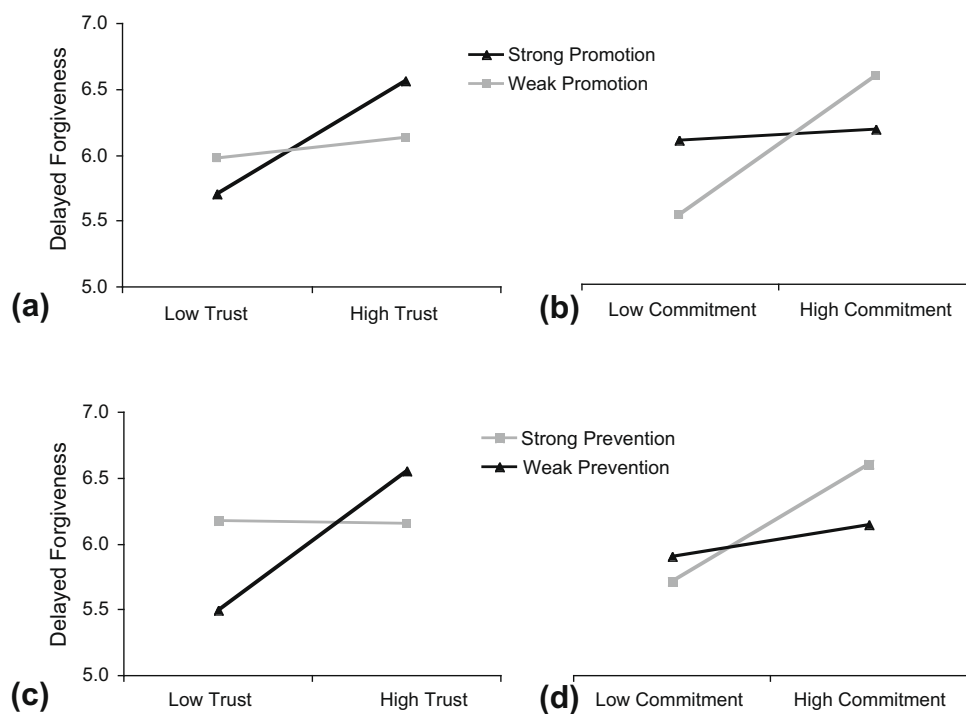 7.0
6.5
6.0
5.5
5.0
Delayed Forgiveness
Strong Promotion
Weak Promotion
(a)
Low Trust
High Trust
(b)
Low Commitment
High Commitment
7.0
6.5
6.0
5.5
5.0
Delayed Forgiveness
Strong Prevention
Weak Prevention
(c)
Low Trust
High Trust
(d)
Low Commitment
High Commitment